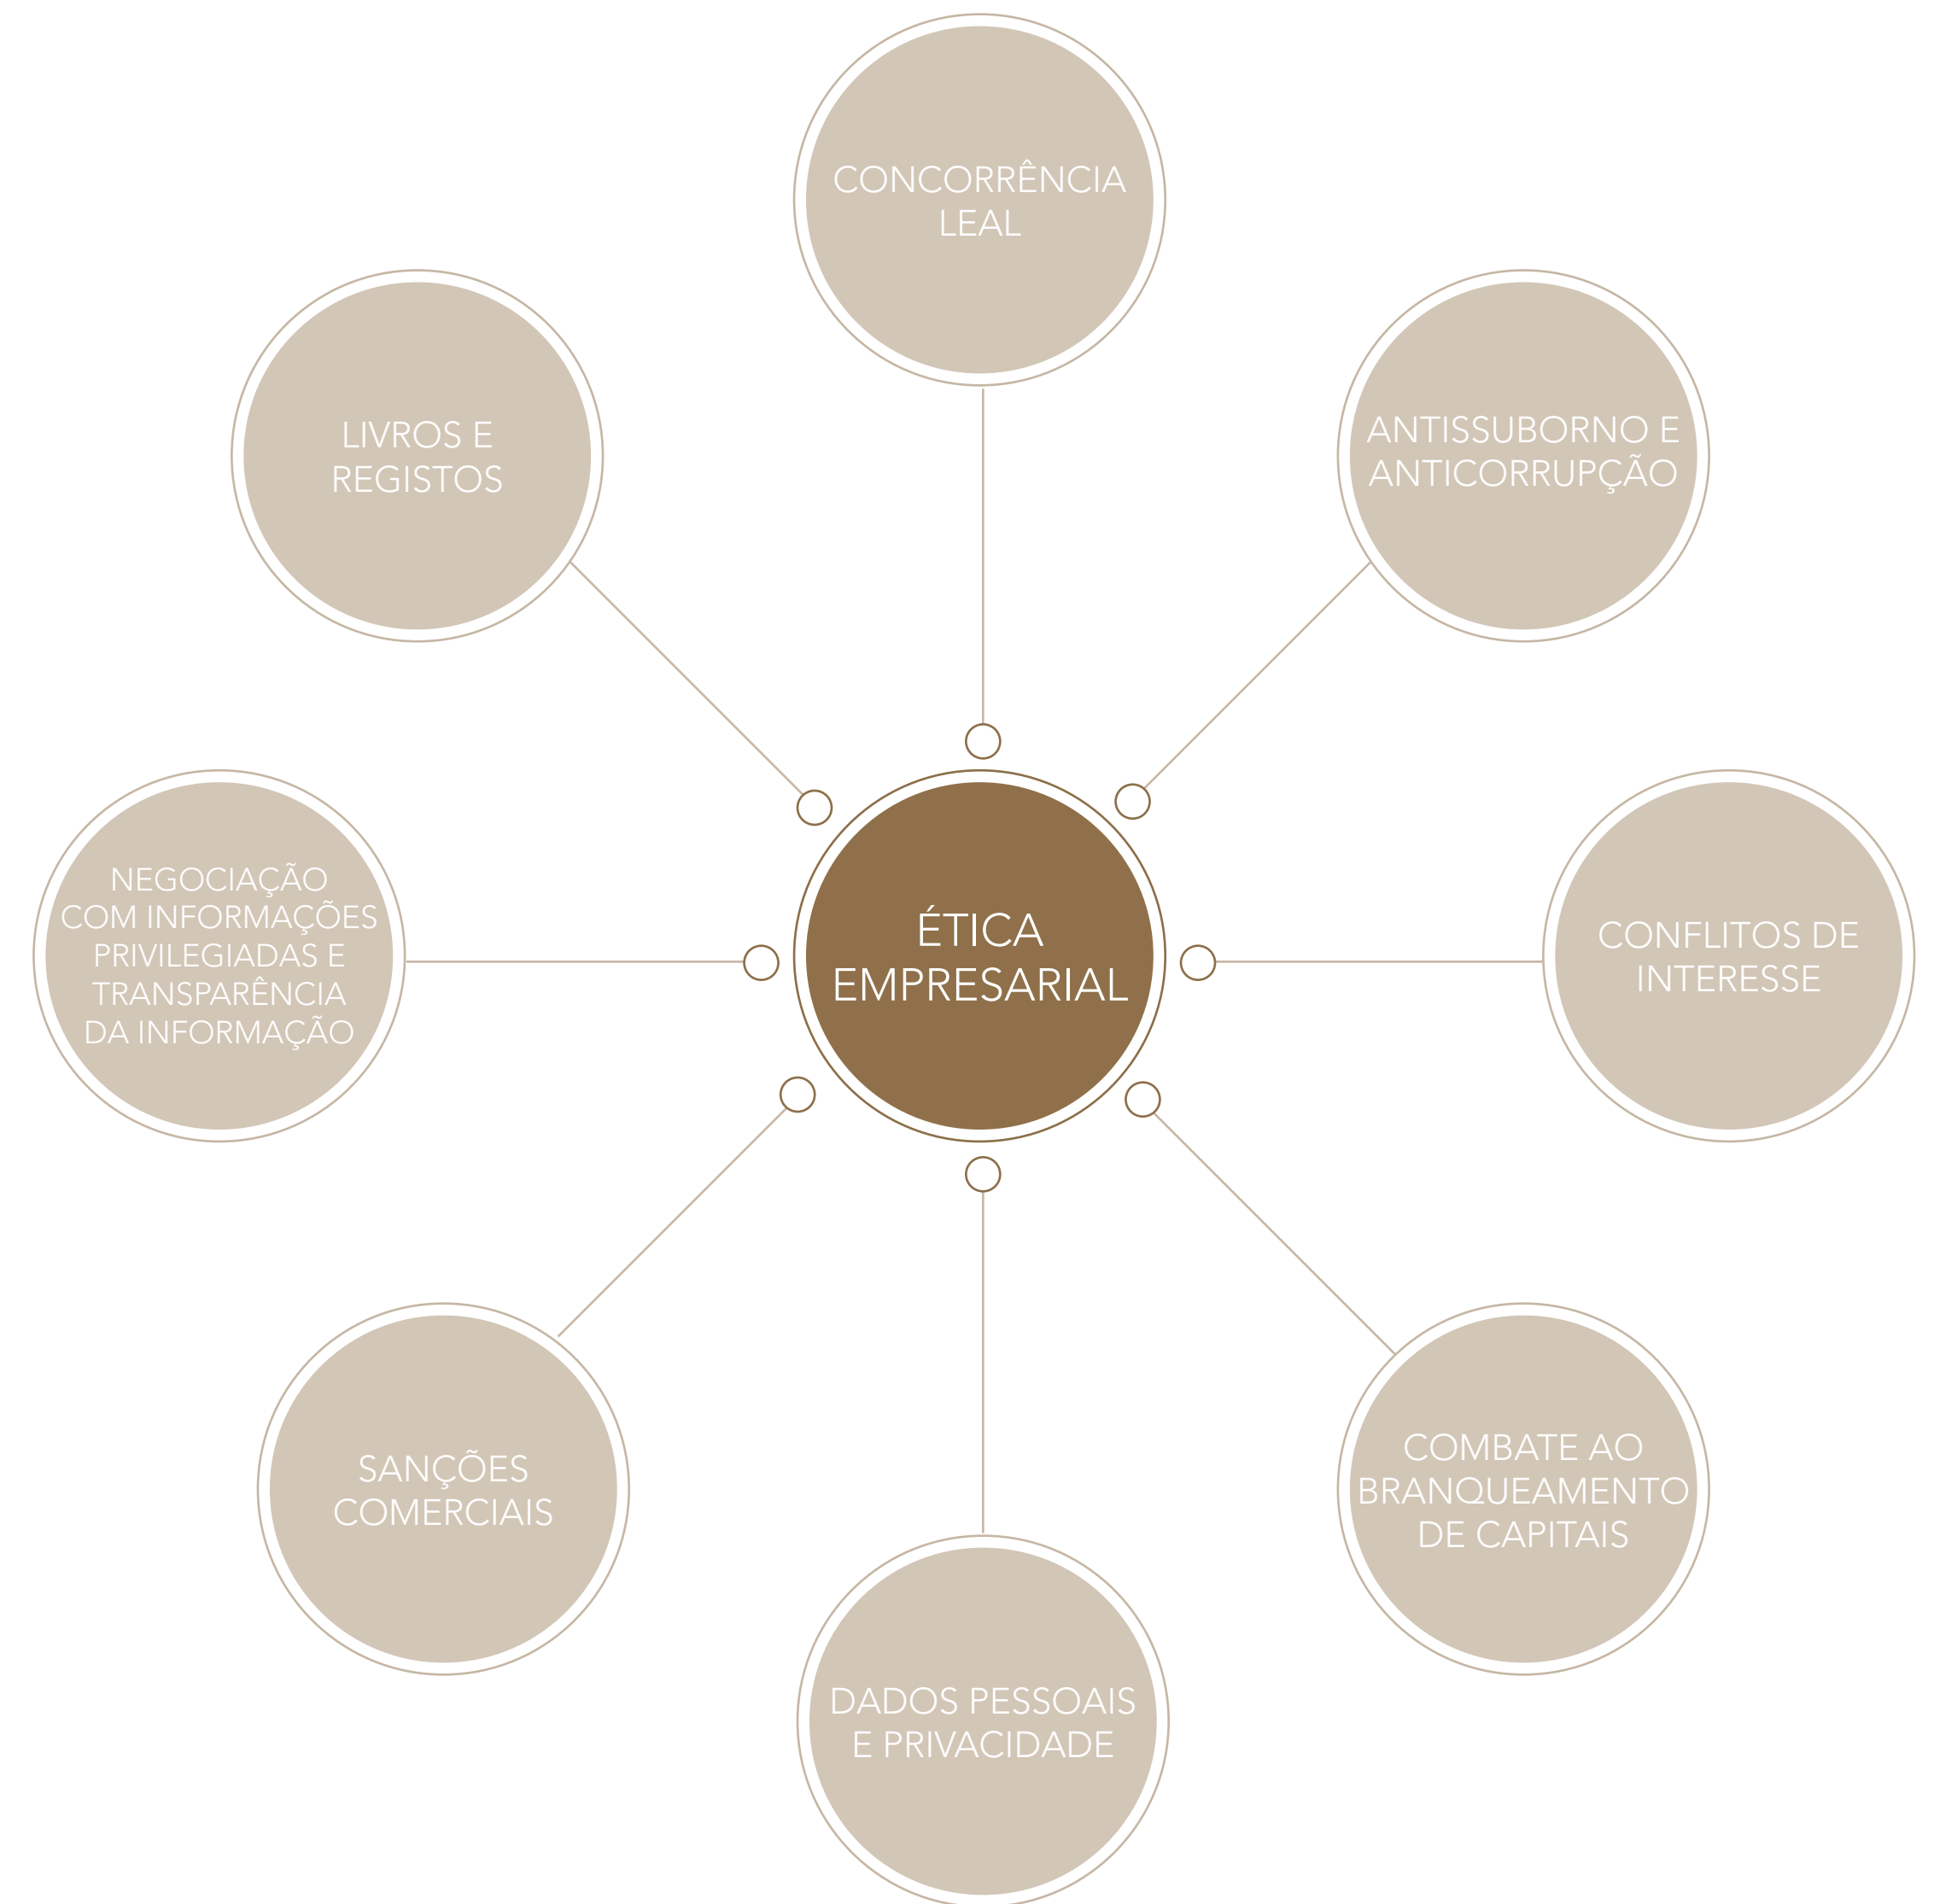 CONCORRÊNCIA
LEAL
LIVROS E
REGISTOS
ANTISSUBORNO E
ANTICORRUPÇÃO
NEGOCIAÇÃO
COM INFORMAÇÕES
PRIVILEGIADAS E
TRANSPARÊNCIA
DA INFORMAÇÃO
ÉTICA
EMPRESARIAL
CONFLITOS DE
INTERESSE
SANÇÕES
COMERCIAIS
COMBATE AO
BRANQUEAMENTO
DE CAPITAIS
DADOS PESSOAIS
E PRIVACIDADE